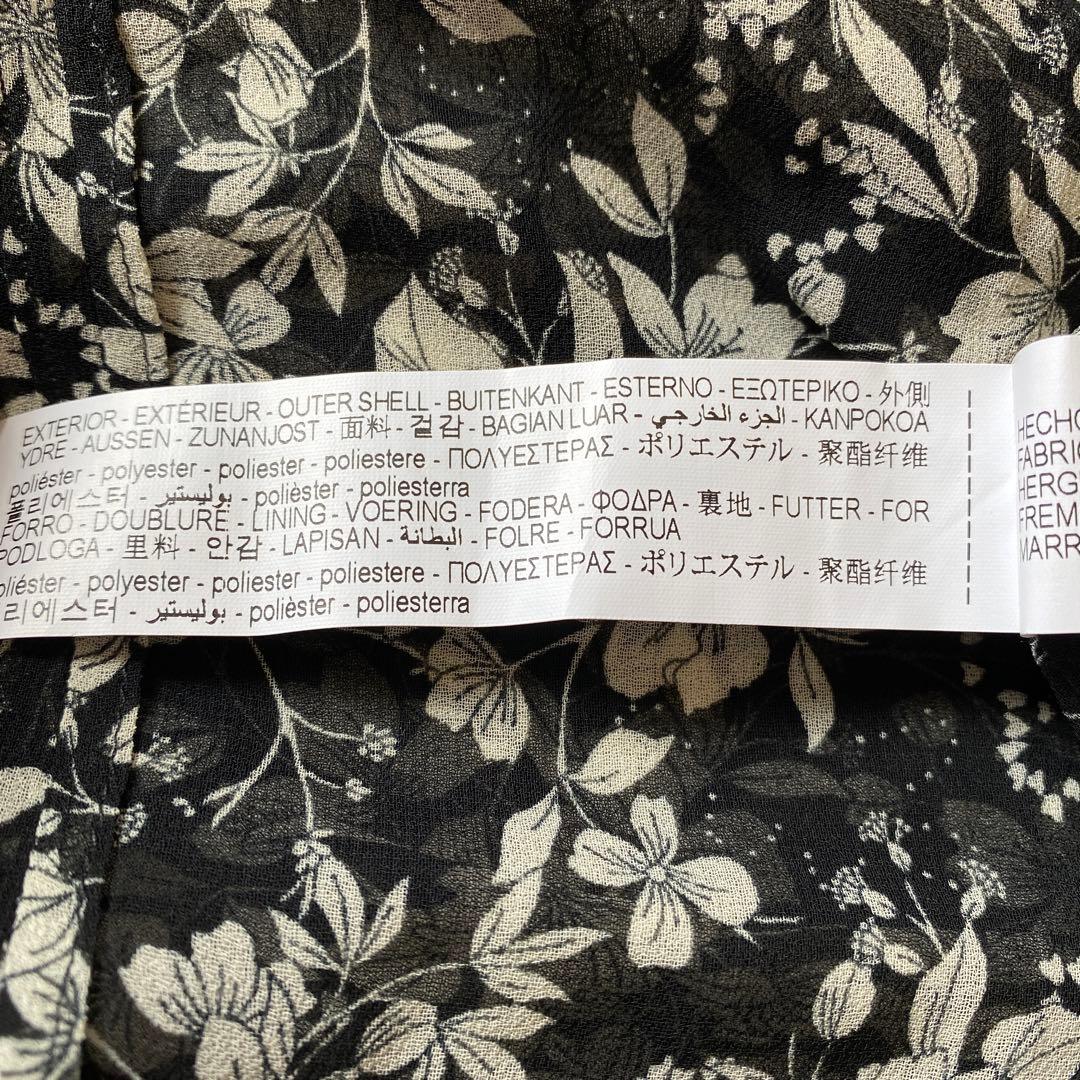 EXTERIOR - EXTÉRIEUR - OUTER SHELL - BUITENKANT - ESTERNO - ΕΞΩΤΕΡΙΚΟ - 外側
YDRE - AUSSEN - ZUNANJOST - 面料 - 겉감 - BAGIAN LUAR - الجزء الخارجي - KANPOKOA
poliéster - polyester - poliester - poliestere - ΠΟΛΥΕΣΤΕΡΑΣ - ポリエステル - 聚酯纤维
폴리에스터 - بوليستير - polièster - poliesterra
FORRO - DOUBLURE - LINING - VOERING - FODERA - ΦΟΔΡΑ - 裏地 - FUTTER - FOR
PODLOGA - 里料 - 안감 - LAPISAN - البطانة - FOLRE - FORRUA
poliéster - polyester - poliester - poliestere - ΠΟΛΥΕΣΤΕΡΑΣ - ポリエステル - 聚酯纤维
리에스터 - بوليستير - polièster - poliesterra
HECHO
FABRIC
HERG
FREM
MARR